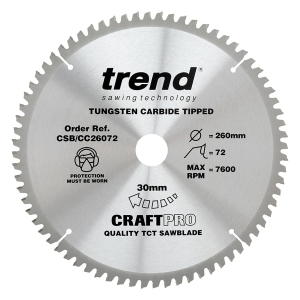 trend®
sawing technology
TUNGSTEN CARBIDE TIPPED
Order Ref.
CSB/CC26072
PROTECTION
MUST BE WORN
= 260mm
= 72
MAX RPM = 7600
30mm
CRAFTPRO
QUALITY TCT SAWBLADE